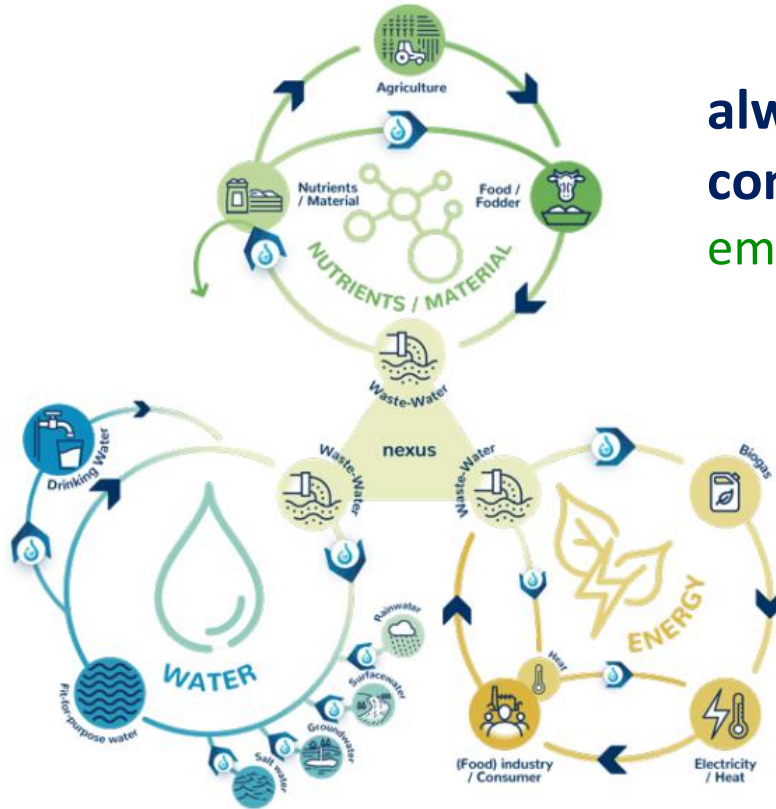 Agriculture
alw
con
em
Nutrients
/ Material
Food /
Fodder
NUTRIENTS / MATERIAL
Waste-Water
nexus
Waste-Water
Waste-Water
Drinking Water
Biogas
Rainwater
Surfacewater
Groundwater
Salt water
Fit-for-purpose water
WATER
ENERGY
Heat
(Food) industry
/ Consumer
Electricity
/ Heat